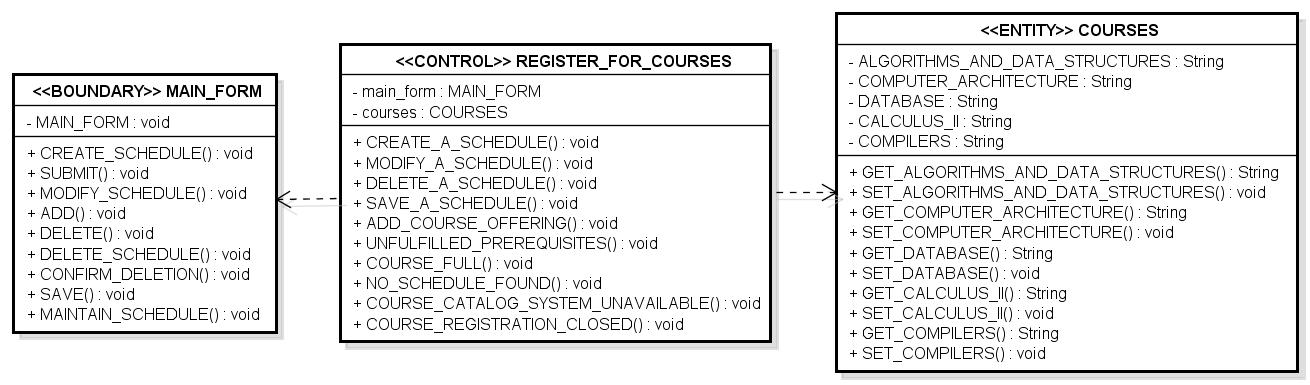 <<BOUNDARY>> MAIN_FORM
- MAIN_FORM : void
+ CREATE_SCHEDULE() : void
+ SUBMIT() : void
+ MODIFY_SCHEDULE() : void
+ ADD() : void
+ DELETE() : void
+ DELETE_SCHEDULE() : void
+ CONFIRM_DELETION() : void
+ SAVE() : void
+ MAINTAIN_SCHEDULE() : void
<<CONTROL>> REGISTER_FOR_COURSES
- main_form : MAIN_FORM
- courses : COURSES
+ CREATE_A_SCHEDULE() : void
+ MODIFY_A_SCHEDULE() : void
+ DELETE_A_SCHEDULE() : void
+ SAVE_A_SCHEDULE() : void
+ ADD_COURSE_OFFERING() : void
+ UNFULFILLED_PREREQUISITES() : void
+ COURSE_FULL() : void
+ NO_SCHEDULE_FOUND() : void
+ COURSE_CATALOG_SYSTEM_UNAVAILABLE() : void
+ COURSE_REGISTRATION_CLOSED() : void
<<ENTITY>> COURSES
- ALGORITHMS_AND_DATA_STRUCTURES : String
- COMPUTER_ARCHITECTURE : String
- DATABASE : String
- CALCULUS_II : String
- COMPILERS : String
+ GET_ALGORITHMS_AND_DATA_STRUCTURES() : String
+ SET_ALGORITHMS_AND_DATA_STRUCTURES() : void
+ GET_COMPUTER_ARCHITECTURE() : String
+ SET_COMPUTER_ARCHITECTURE() : void
+ GET_DATABASE() : String
+ SET_DATABASE() : void
+ GET_CALCULUS_II() : String
+ SET_CALCULUS_II() : void
+ GET_COMPILERS() : String
+ SET_COMPILERS() : void